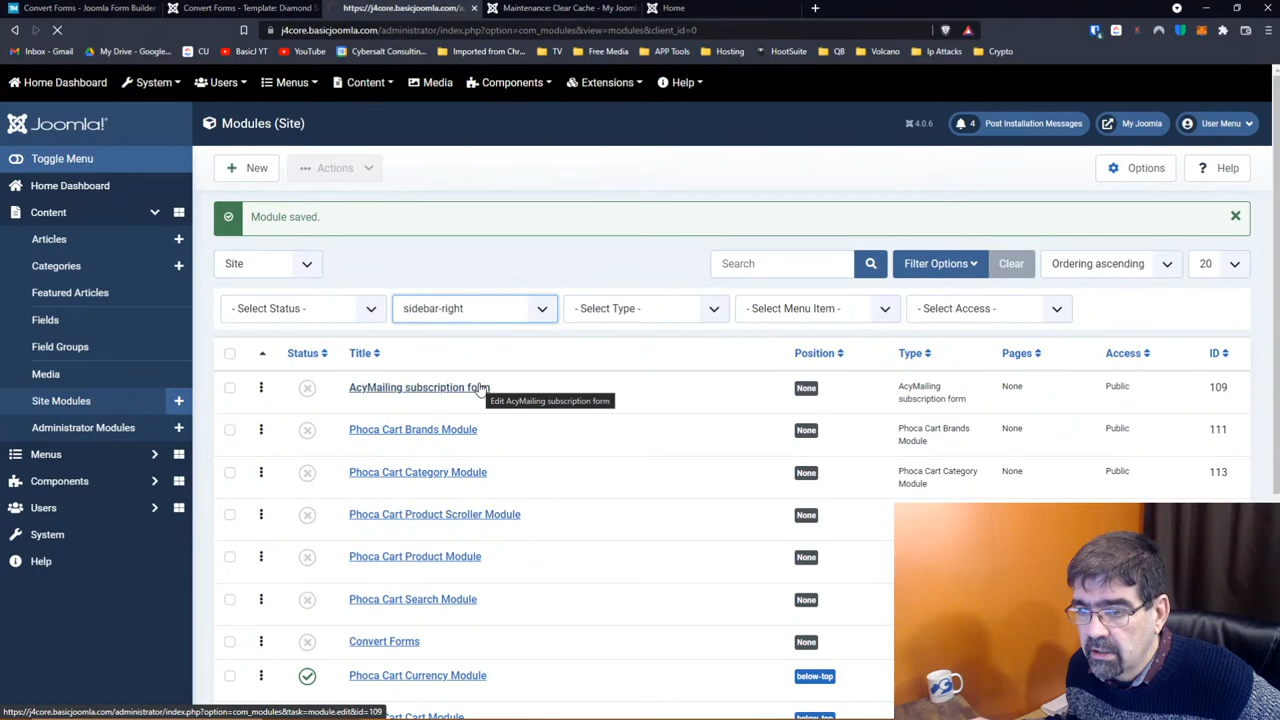 Convert Forms - Joomla Form Builder
Convert Forms - Template: Diamond S
https://j4core.basicjoomla.com/a
Maintenance: Clear Cache - My Jooml
Home
https://j4core.basicjoomla.com/administrator/index.php?option=com_modules&view=modules&client_id=0
Inbox - Gmail
My Drive - Google...
CU
BasicJ YT
YouTube
Cybersalt Consulting...
Imported from Chr...
TV
Free Media
APP Tools
Hosting
HootSuite
QB
Volcano
Ip Attacks
Crypto
Home Dashboard
System
Users
Menus
Content
Media
Components
Extensions
Help
Joomla!
Modules (Site)
4.0.6
4
Post Installation Messages
My Joomla
User Menu
Toggle Menu
New
Actions
Options
? Help
Home Dashboard
Content
Articles
Categories
Featured Articles
Fields
Field Groups
Media
Site Modules
Administrator Modules
Menus
Components
Users
System
Help
Module saved.
Site
Search
Filter Options
Clear
Ordering ascending
20
- Select Status -
sidebar-right
- Select Type -
- Select Menu Item -
- Select Access -
Status
Title
Position
Type
Pages
Access
ID
AcyMailing subscription form
None
AcyMailing
subscription form
None
Public
109
Edit AcyMailing subscription form
Phoca Cart Brands Module
None
Phoca Cart Brands
Module
None
Public
111
Phoca Cart Category Module
None
Phoca Cart Category
Module
None
Public
113
Phoca Cart Product Scroller Module
None
Phoca Cart Product Module
None
Phoca Cart Search Module
None
Convert Forms
None
Phoca Cart Currency Module
below-top
Cart Module
below-top
https://j4core.basicjoomla.com/administrator/index.php?option=com_modules&task=module.edit&id=109